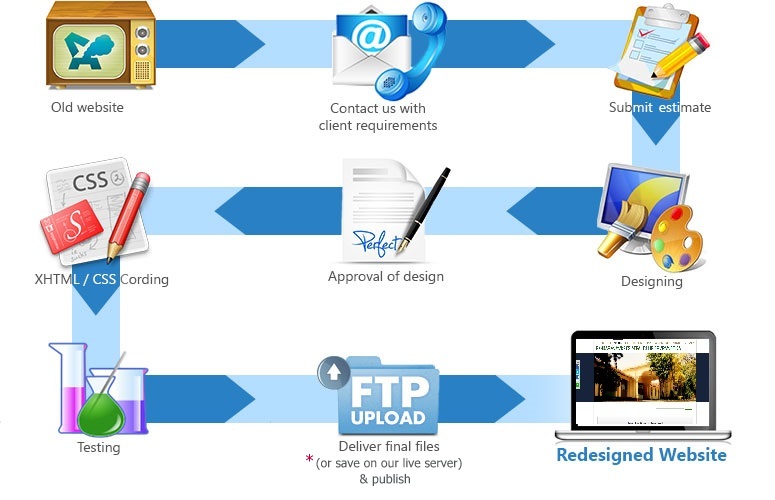 @
Old website
Contact us with
client requirements
Submit estimate
CSS
S
XHTML / CSS Cording
Perfect
Approval of design
Designing
Testing
FTP
UPLOAD
Deliver final files
*(or save on our live server)
& publish
Redesigned Website